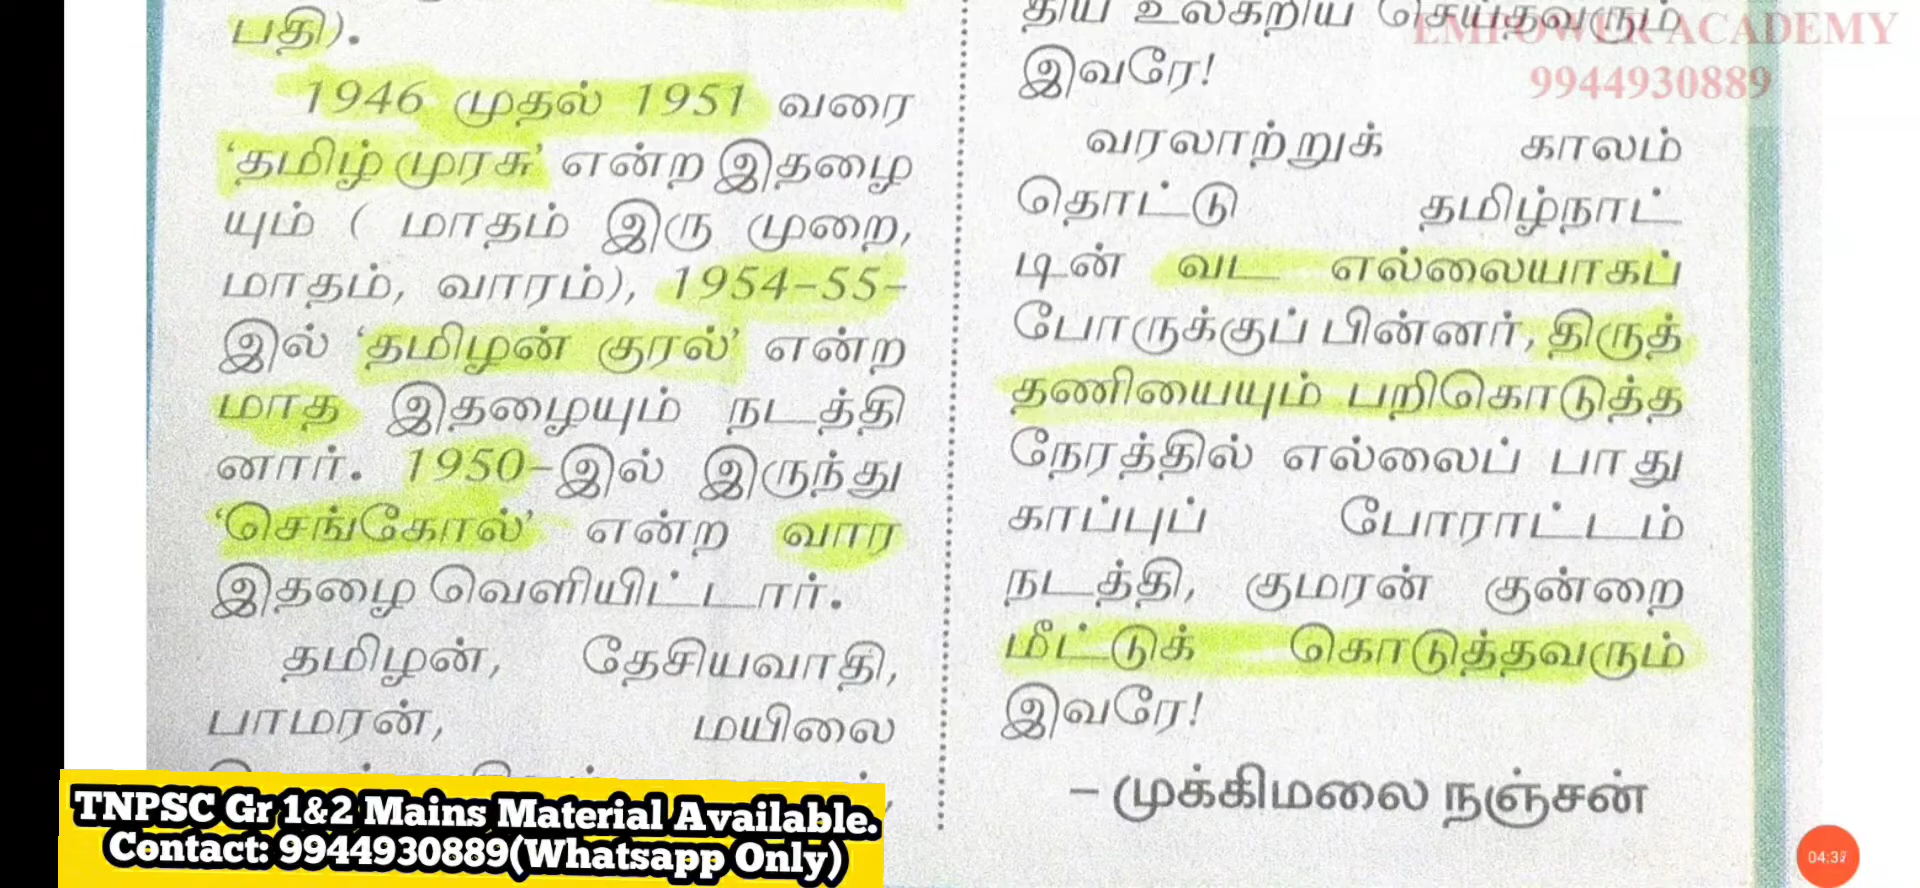 பதி).
1946 முதல் 1951 வரை
‘தமிழ் முரசு’ என்ற இதழை
யும் ( மாதம் இரு முறை,
மாதம், வாரம்), 1954-55-
இல் ‘தமிழன் குரல்’ என்ற
மாத இதழையும் நடத்தி
னார். 1950-இல் இருந்து
‘செங்கோல்’ என்ற வார
இதழை வெளியிட்டார்.
தமிழன், தேசியவாதி,
பாமரன், மயிலை
திய உலகறிய செய்தவரும்
இவரே!
வரலாற்றுக் காலம்
தொட்டு தமிழ்நாட்
டின் வட எல்லையாகப்
போருக்குப் பின்னர், திருத்
தணியையும் பறிகொடுத்த
நேரத்தில் எல்லைப் பாது
காப்புப் போராட்டம்
நடத்தி, குமரன் குன்றை
மீட்டுக் கொடுத்தவரும்
இவரே!
– முக்கிமலை நஞ்சன்
EMPOWER ACADEMY
9944930889
TNPSC Gr 1&2 Mains Material Available.
Contact: 9944930889(Whatsapp Only)